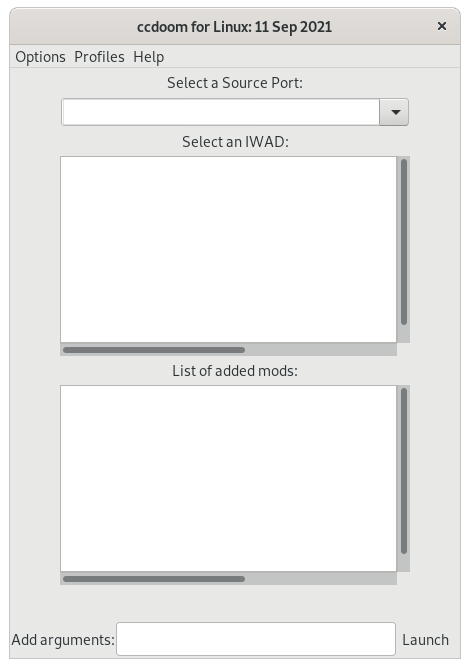 ccdoom for Linux: 11 Sep 2021
Options Profiles Help
Select a Source Port:
Select an IWAD:
List of added mods:
Add arguments: Launch